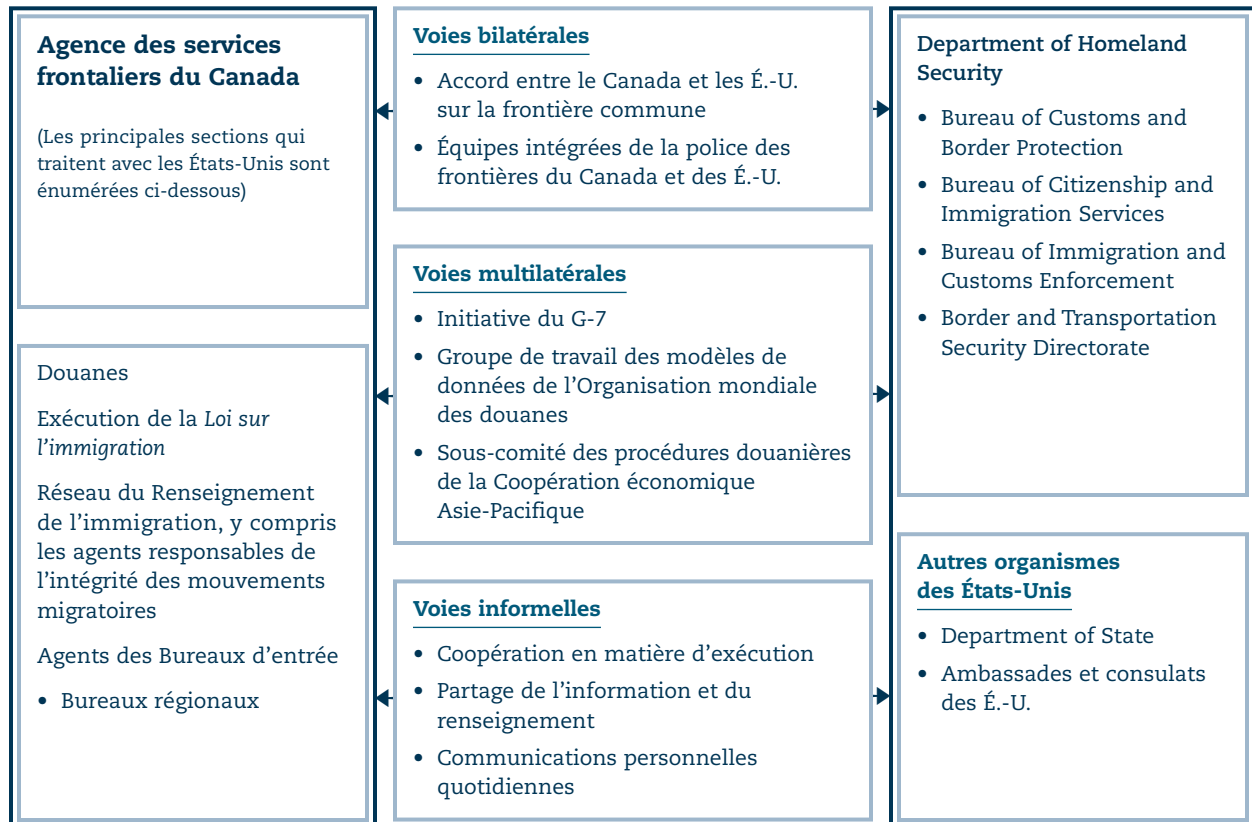 Agence des services
frontaliers du Canada
(Les principales sections qui
traitent avec les États-Unis sont
énumérées ci-dessous)
Douanes
Exécution de la Loi sur
l’immigration
Réseau du Renseignement
de l’immigration, y compris
les agents responsables de
l’intégrité des mouvements
migratoires
Agents des Bureaux d'entrée
• Bureaux régionaux
Voies bilatérales
• Accord entre le Canada et les É.-U.
sur la frontière commune
• Équipes intégrées de la police des
frontières du Canada et des É.-U.
Voies multilatérales
• Initiative du G-7
• Groupe de travail des modèles de
données de l’Organisation mondiale
des douanes
• Sous-comité des procédures douanières
de la Coopération économique
Asie-Pacifique
Voies informelles
• Coopération en matière d'exécution
• Partage de l’information et du
renseignement
• Communications personnelles
quotidiennes
Department of Homeland
Security
• Bureau of Customs and
Border Protection
• Bureau of Citizenship and
Immigration Services
• Bureau of Immigration and
Customs Enforcement
• Border and Transportation
Security Directorate
Autres organismes
des États-Unis
• Department of State
• Ambassades et consulats
des É.-U.